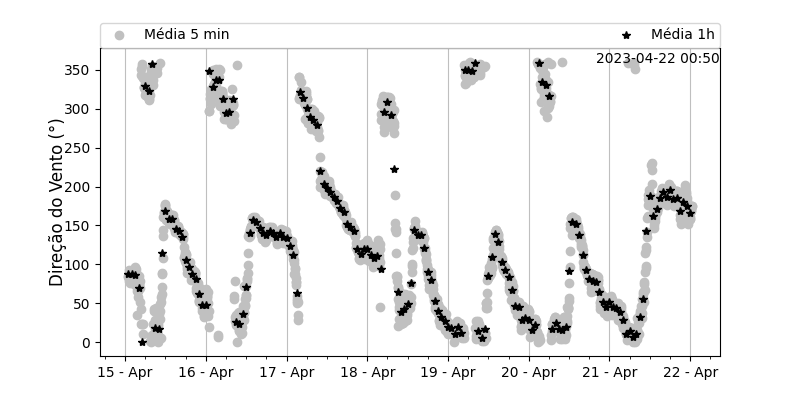 Média 5 min
Média 1h
2023-04-22 00:50
Direção do Vento (°)
350
300
250
200
150
100
50
0
15 - Apr
16 - Apr
17 - Apr
18 - Apr
19 - Apr
20 - Apr
21 - Apr
22 - Apr